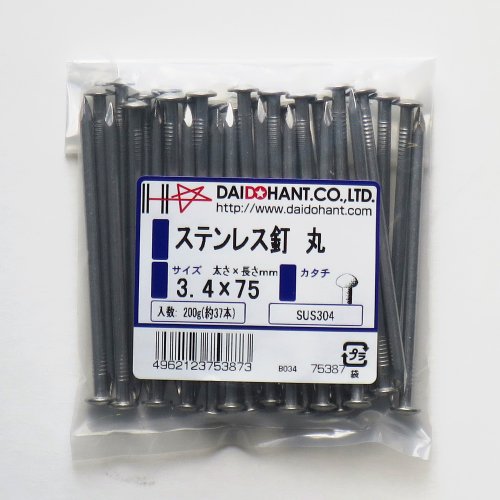 DAIDOHANT.CO.,LTD.
http://www.daidohant.com
ステンレス釘 丸
サイズ 太さ×長さmm
3.4×75
カタチ
入数: 200g(約37本)
SUS304
4962123753873
B034
75387
プラ
袋